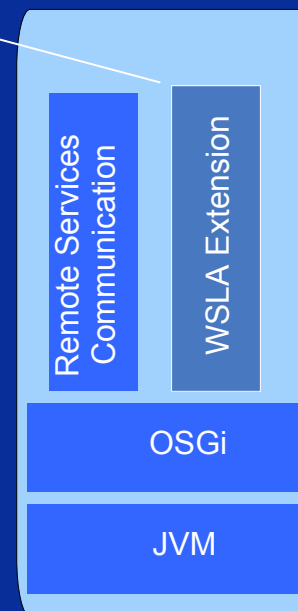 Remote Services
Communication
WSLA Extension
OSGi
JVM